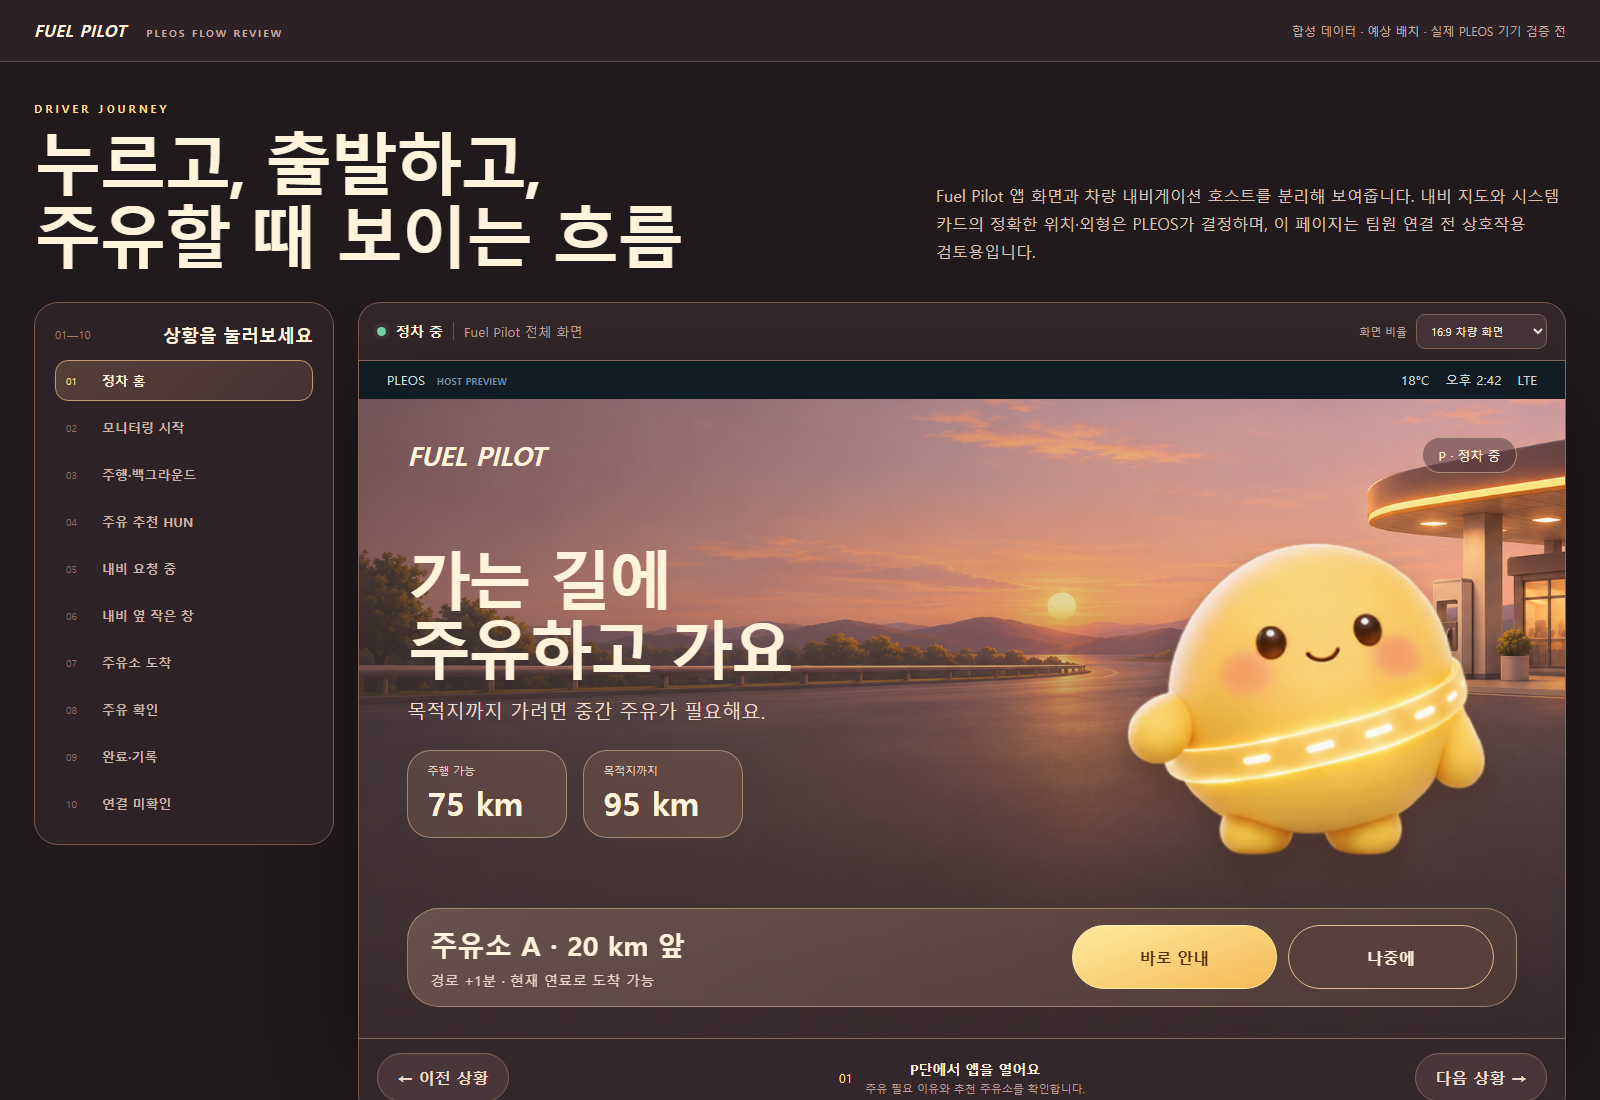 FUEL PILOT PLEOS FLOW REVIEW
합성 데이터 · 예상 배치 · 실제 PLEOS 기기 검증 전
DRIVER JOURNEY
누르고, 출발하고,
주유할 때 보이는 흐름
Fuel Pilot 앱 화면과 차량 내비게이션 호스트를 분리해 보여줍니다. 내비 지도와 시스템
카드의 정확한 위치·외형은 PLEOS가 결정하며, 이 페이지는 팀원 연결 전 상호작용
검토용입니다.
01—10 상황을 눌러보세요
01 정차 홈
02 모니터링 시작
03 주행·백그라운드
04 주유 추천 HUN
05 내비 요청 중
06 내비 옆 작은 창
07 주유소 도착
08 주유 확인
09 완료·기록
10 연결 미확인
정차 중 Fuel Pilot 전체 화면
화면 비율 16:9 차량 화면
PLEOS HOST PREVIEW
18°C 오후 2:42 LTE
FUEL PILOT
P · 정차 중
가는 길에
주유하고 가요
목적지까지 가려면 중간 주유가 필요해요.
주행 가능
75 km
목적지까지
95 km
주유소 A · 20 km 앞
경로 +1분 · 현재 연료로 도착 가능
바로 안내
나중에
← 이전 상황
01 P단에서 앱을 열어요
주유 필요 이유와 추천 주유소를 확인합니다.
다음 상황 →